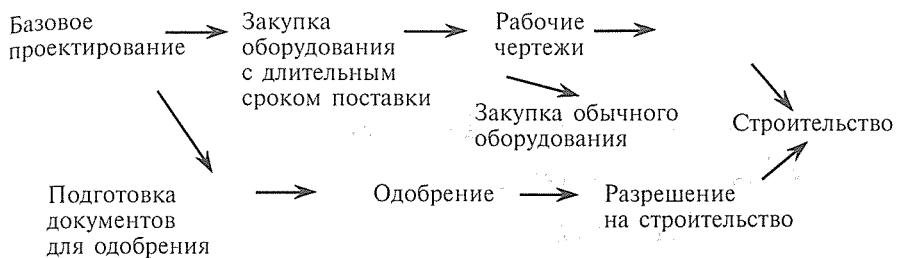 Базовое
проектирование
Закупка
оборудования
с длительным
сроком поставки
Рабочие
чертежи
Закупка обычного
оборудования
Строительство
Подготовка
документов
для одобрения
Одобрение
Разрешение
на строительство